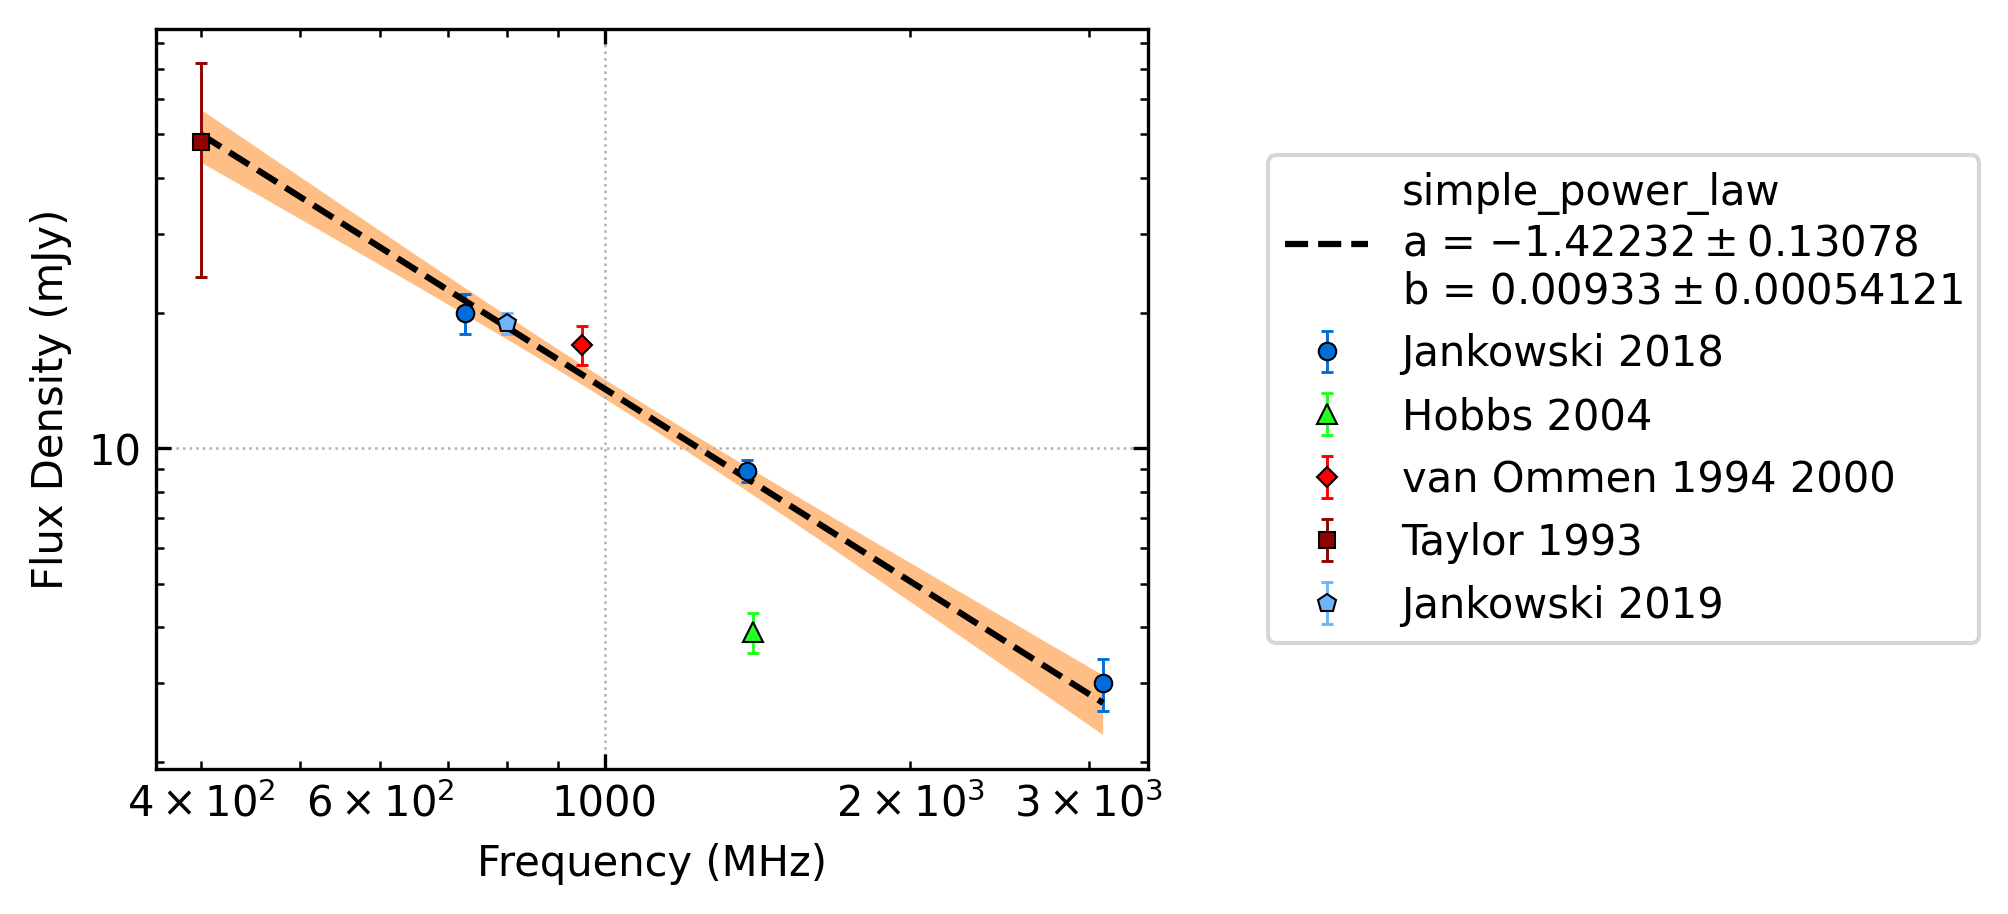 Flux Density (mJy)
10
4 × 10²
6 × 10²
1000
2 × 10³
3 × 10³
Frequency (MHz)
simple_power_law
a = −1.42232 ± 0.13078
b = 0.00933 ± 0.00054121
Jankowski 2018
Hobbs 2004
van Ommen 1994 2000
Taylor 1993
Jankowski 2019